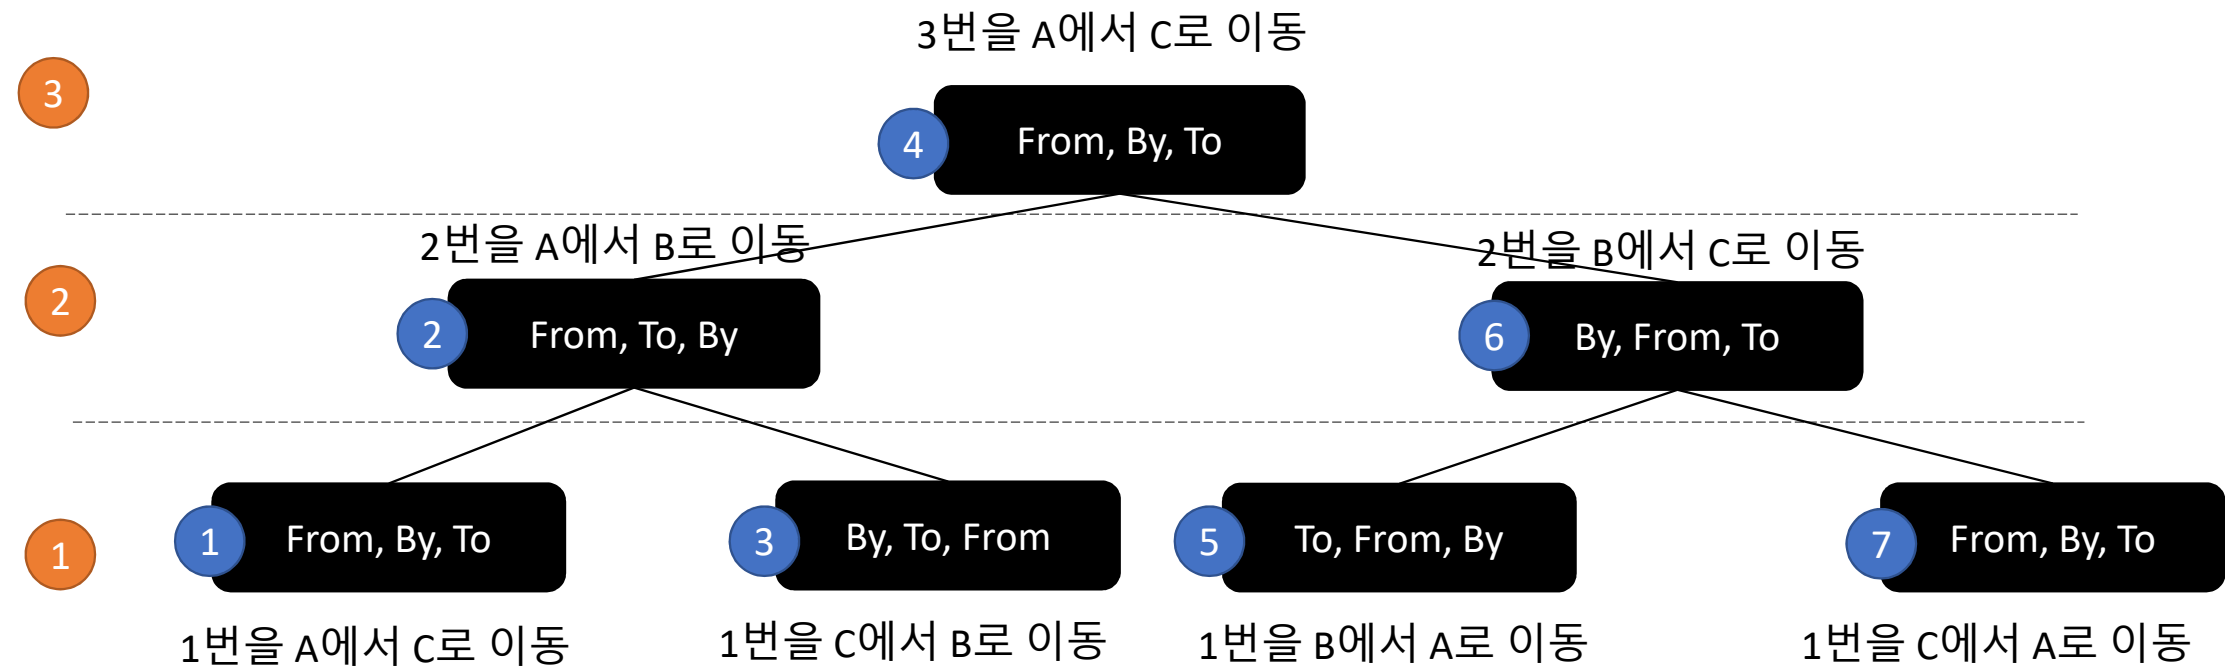 3번을 A에서 C로 이동
3
4
From, By, To
2번을 A에서 B로 이동
2번을 B에서 C로 이동
2
2
From, To, By
6
By, From, To
1
1
From, By, To
3
By, To, From
5
To, From, By
7
From, By, To
1번을 A에서 C로 이동
1번을 C에서 B로 이동
1번을 B에서 A로 이동
1번을 C에서 A로 이동